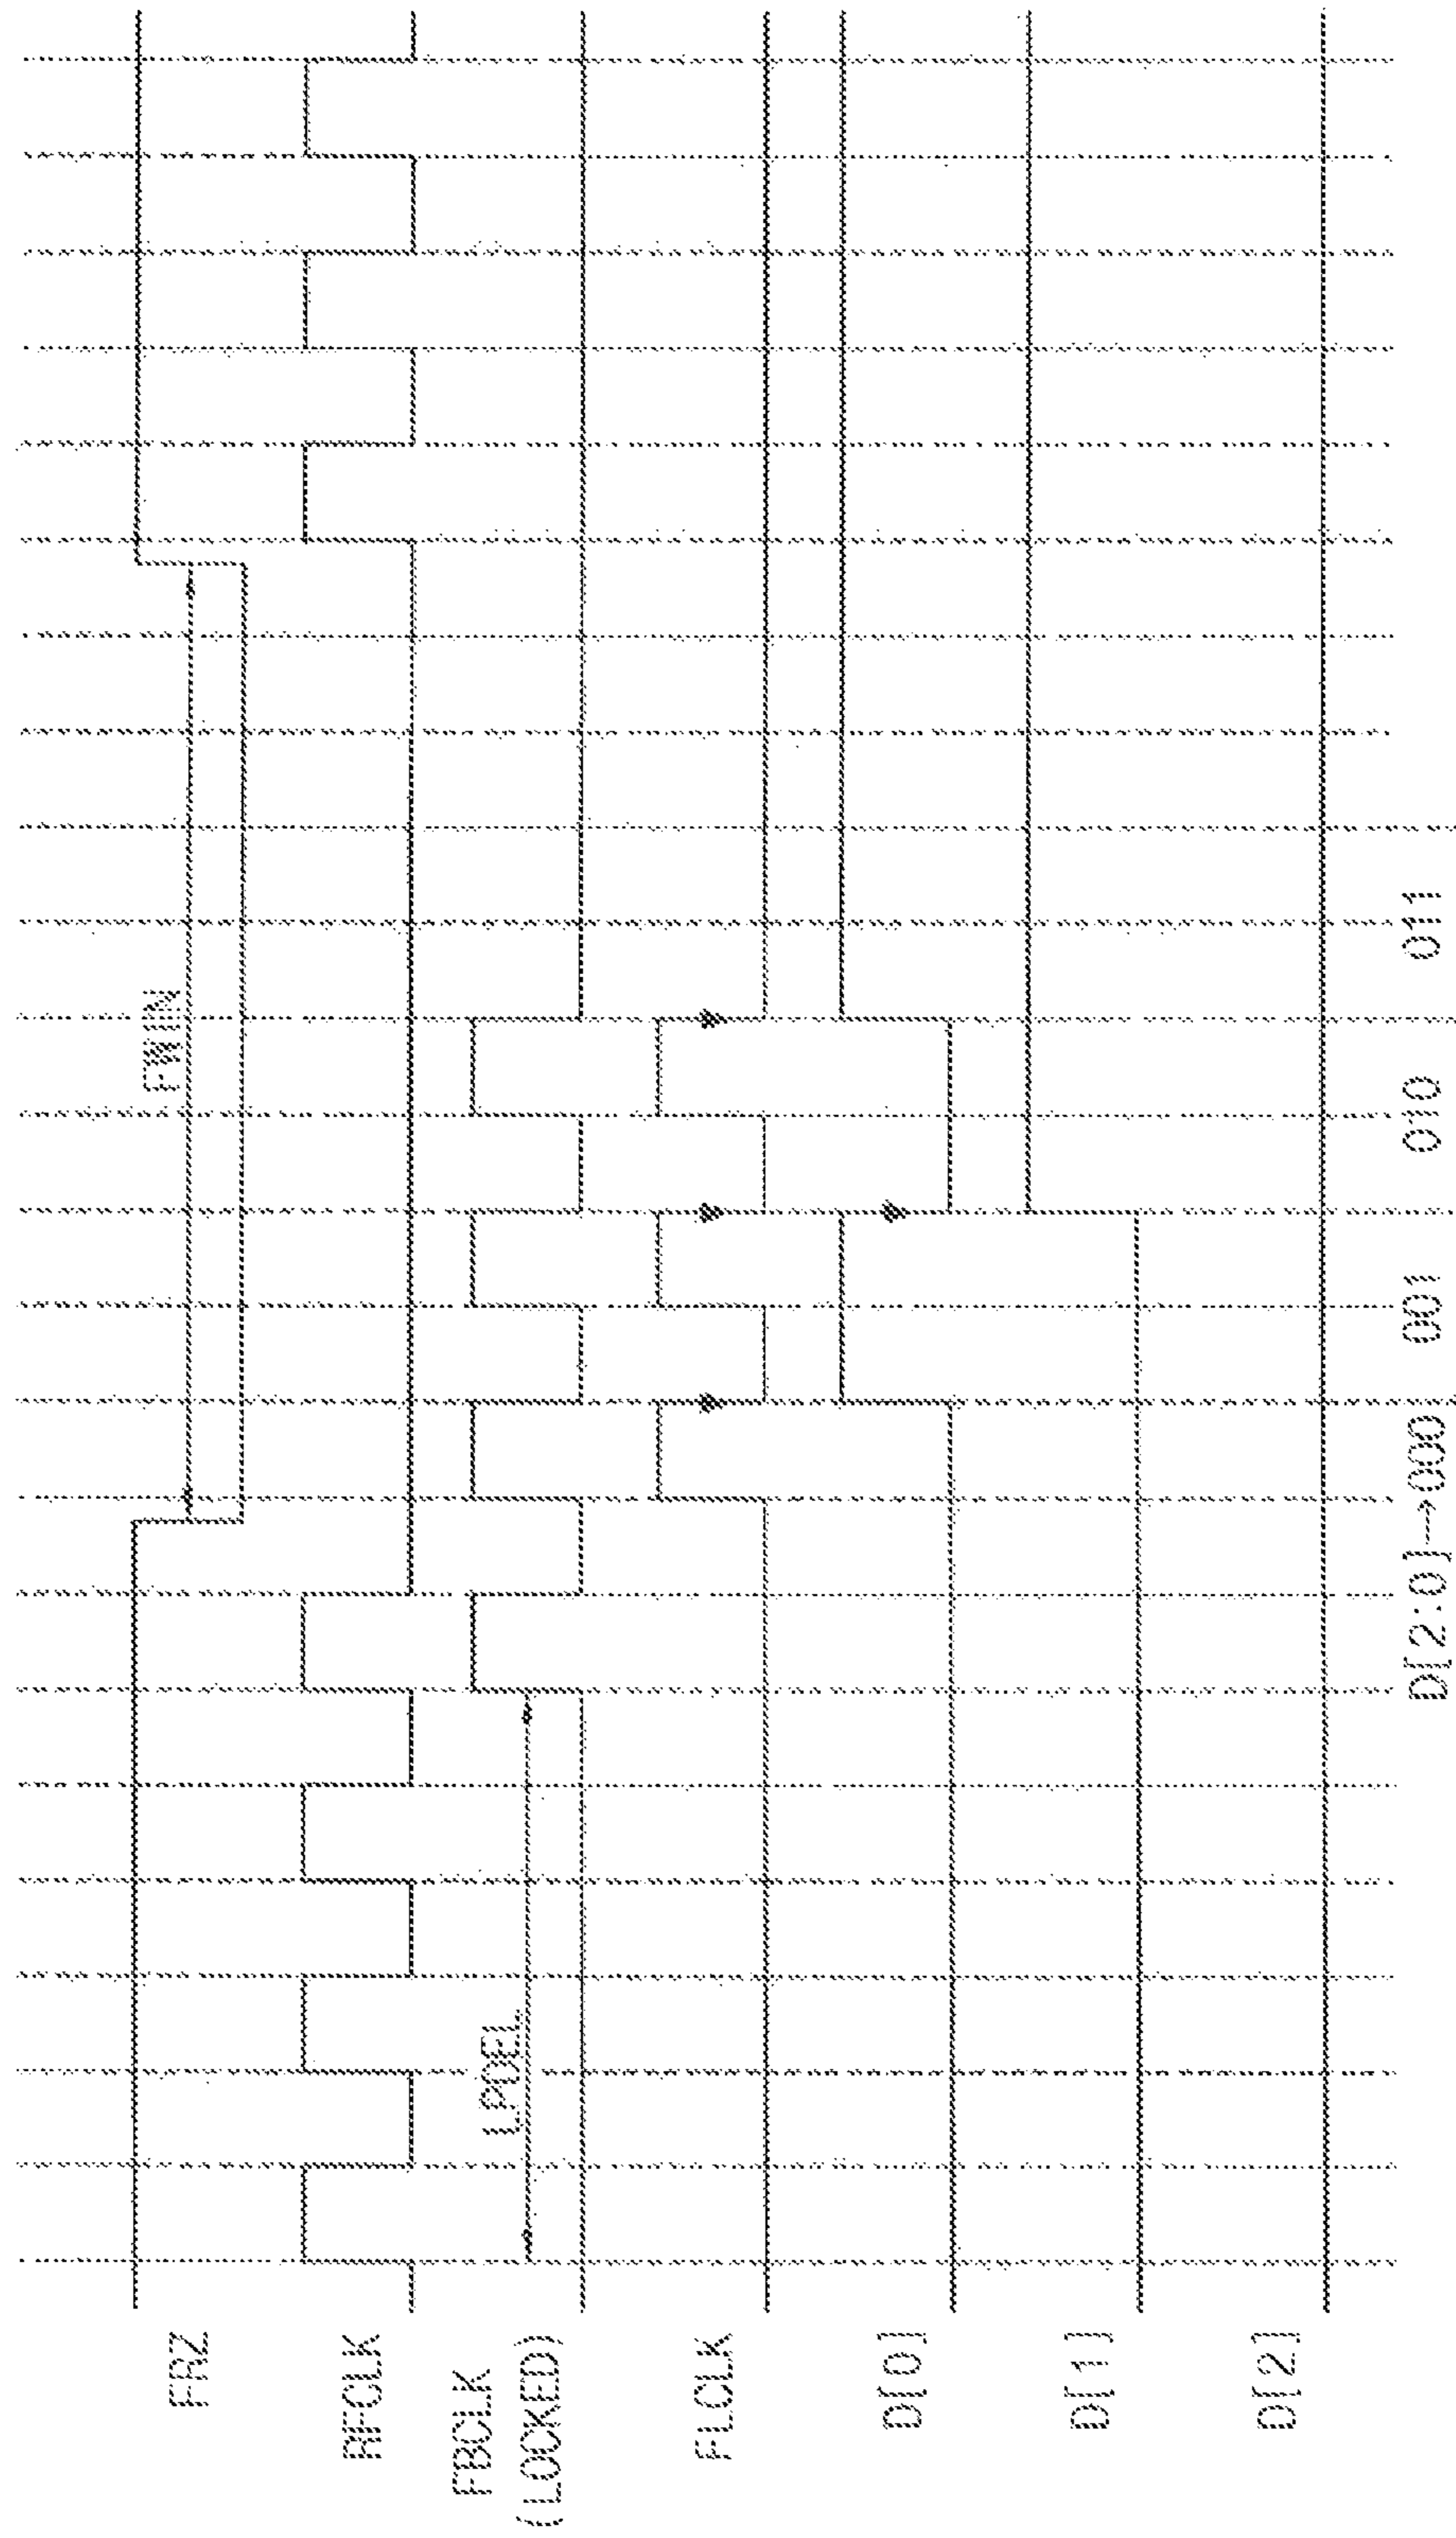 FRZ
FWIN
RFCLK
FBCLK
(LOCKED)
LPDEL
FLCLK
D[0]
D[1]
D[2]
D[2:0]→000 001 010 011